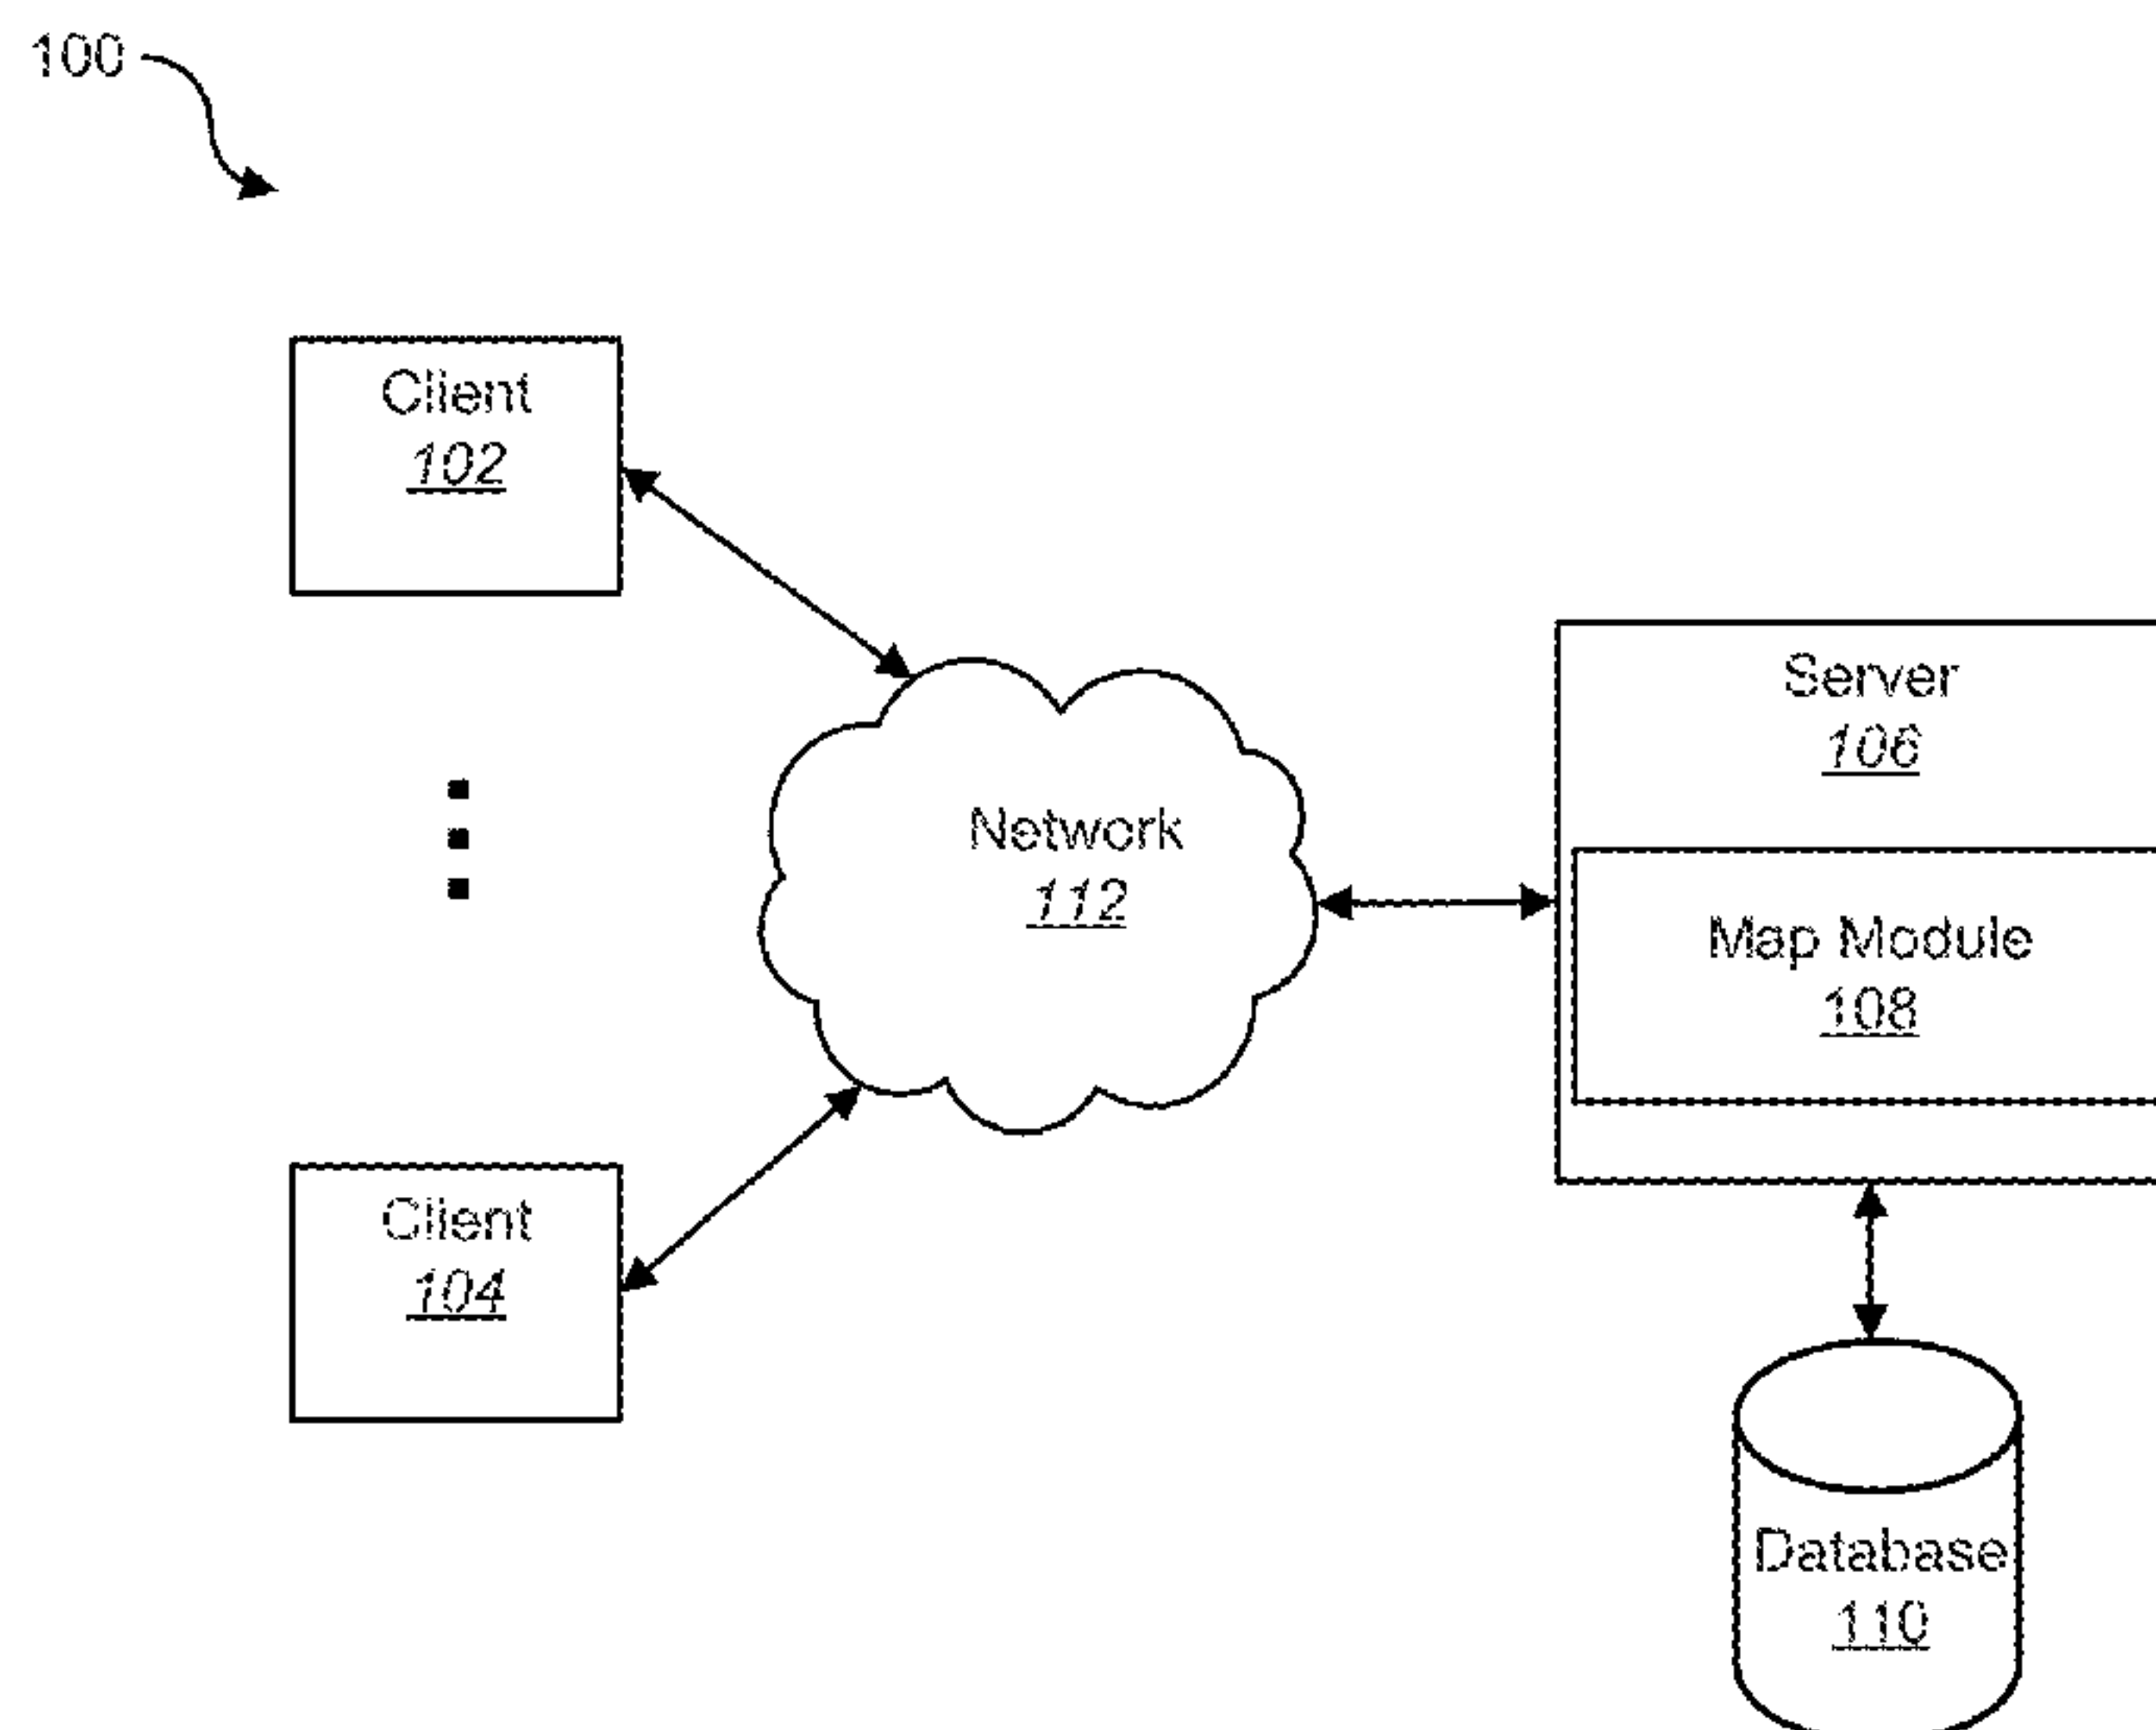 100
Client
102
Server
106
Network
112
Map Module
108
Client
104
Database
110